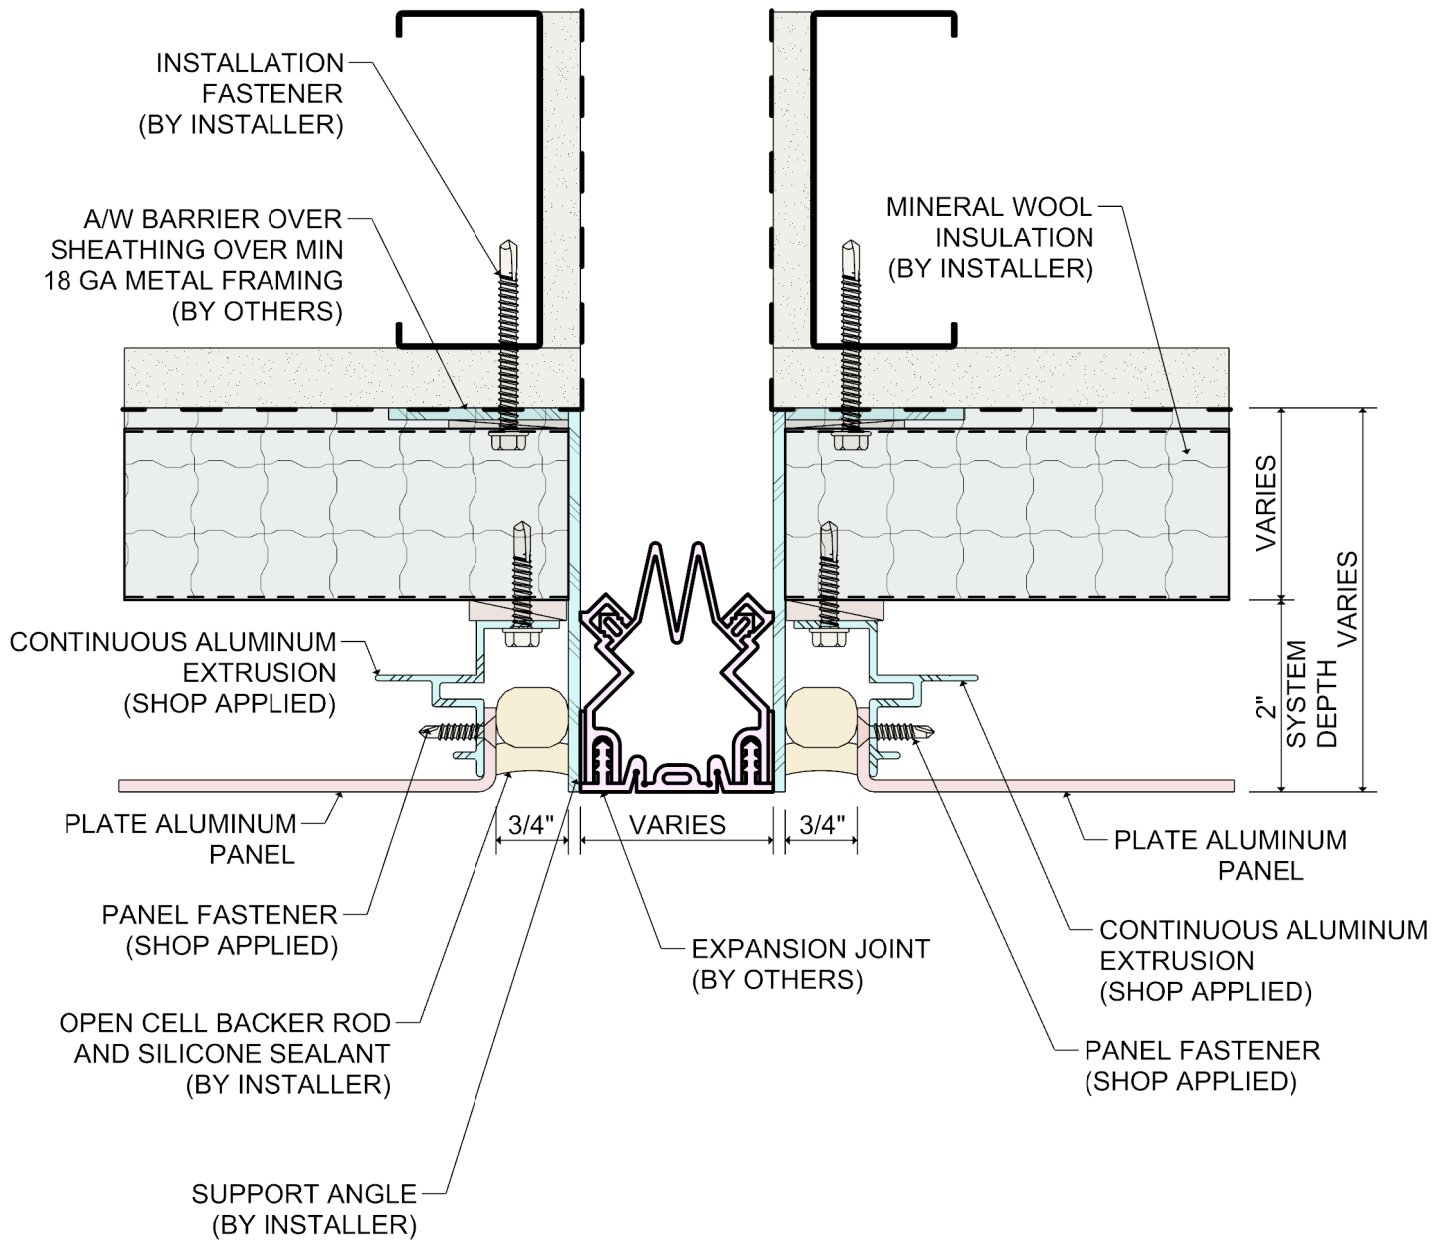 INSTALLATION
FASTENER
(BY INSTALLER)
A/W BARRIER OVER
SHEATHING OVER MIN
18 GA METAL FRAMING
(BY OTHERS)
MINERAL WOOL
INSULATION
(BY INSTALLER)
VARIES
VARIES
2"
SYSTEM
DEPTH
CONTINUOUS ALUMINUM
EXTRUSION
(SHOP APPLIED)
3/4"
VARIES
3/4"
PLATE ALUMINUM
PANEL
PANEL FASTENER
(SHOP APPLIED)
OPEN CELL BACKER ROD
AND SILICONE SEALANT
(BY INSTALLER)
SUPPORT ANGLE
(BY INSTALLER)
EXPANSION JOINT
(BY OTHERS)
PLATE ALUMINUM
PANEL
CONTINUOUS ALUMINUM
EXTRUSION
(SHOP APPLIED)
PANEL FASTENER
(SHOP APPLIED)